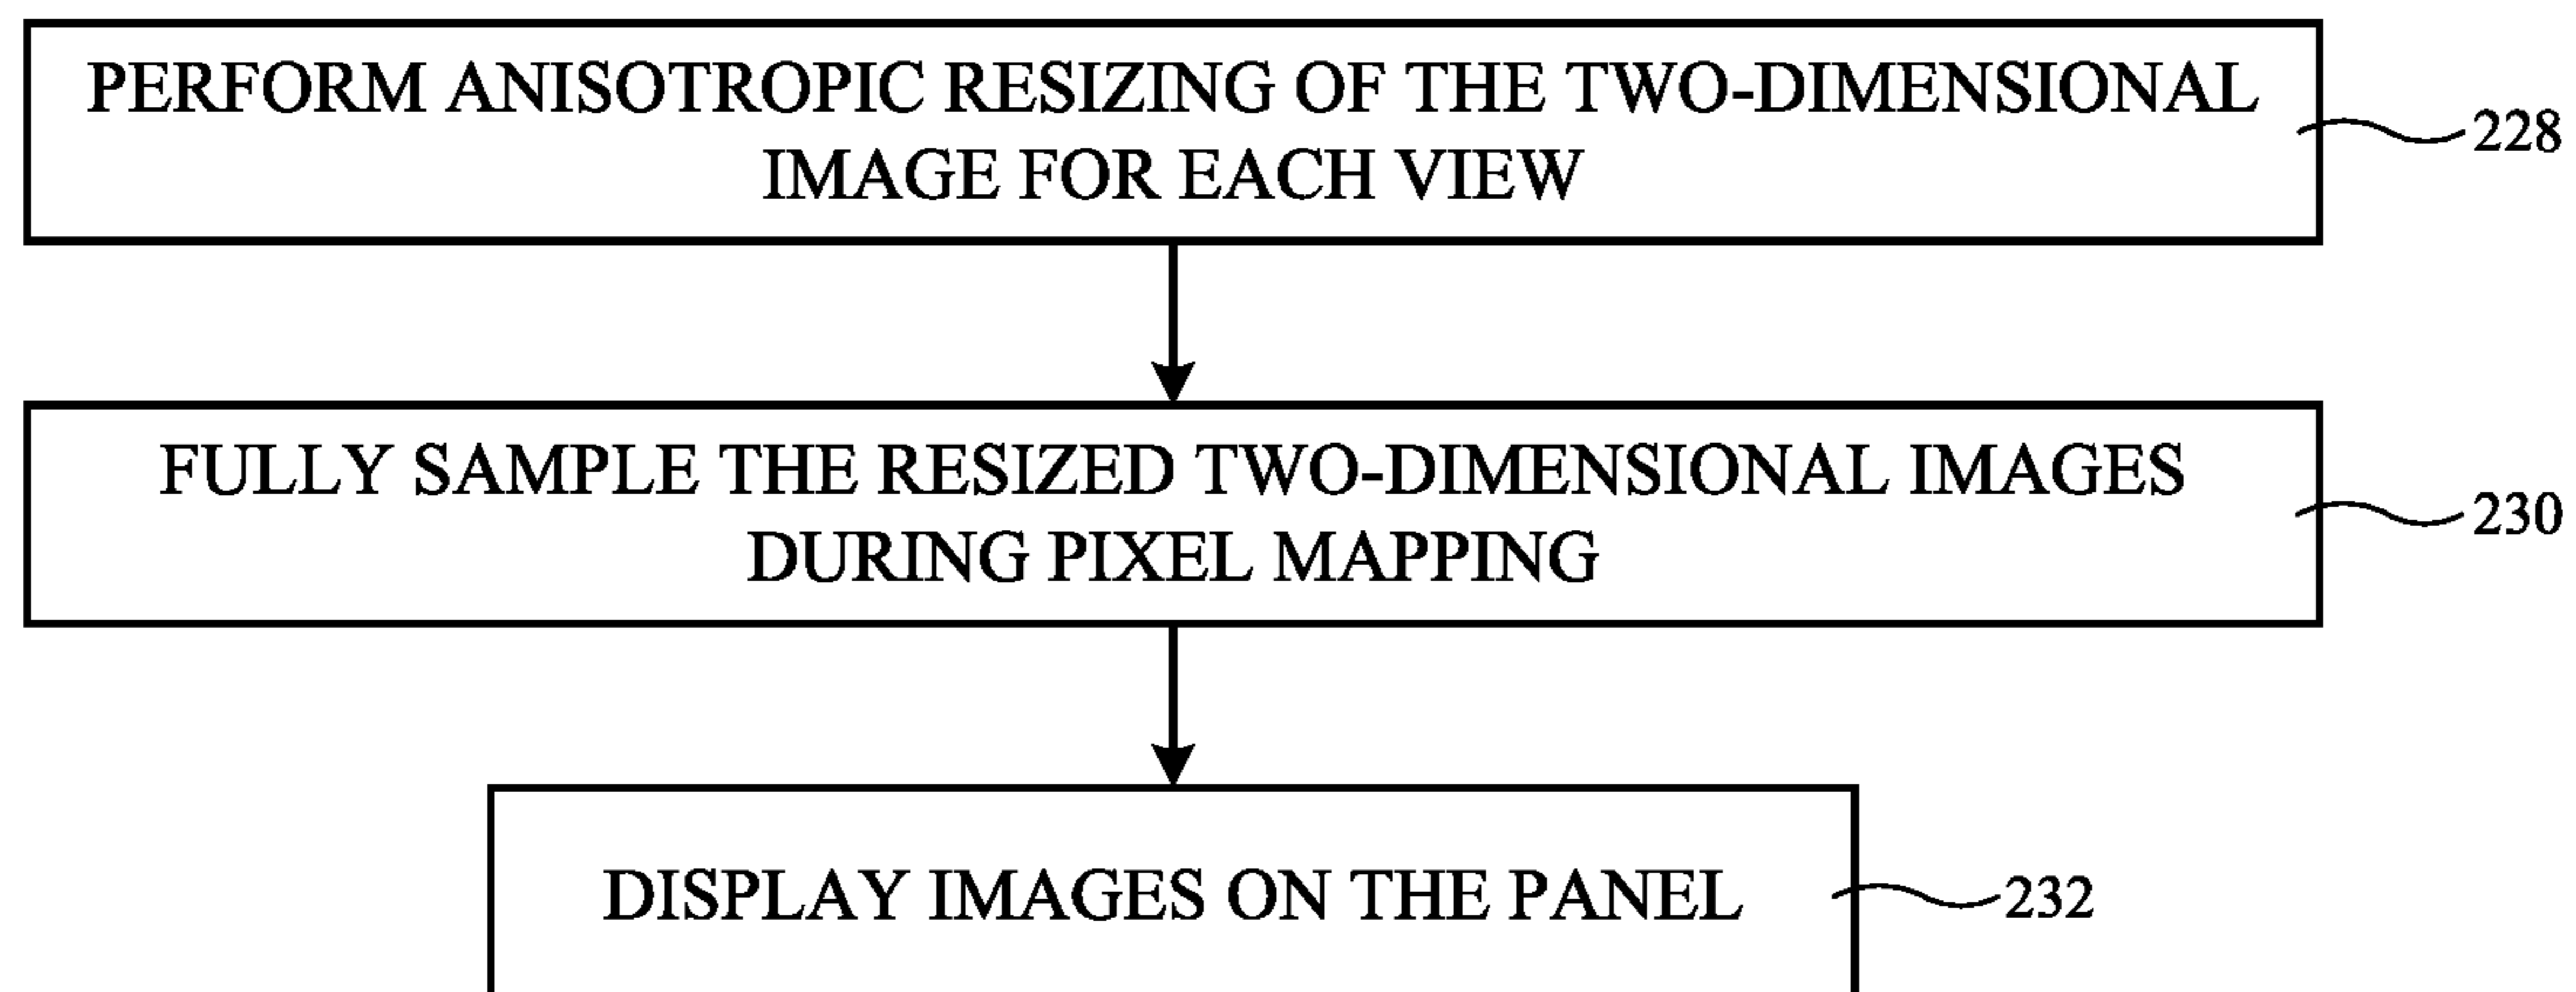 PERFORM ANISOTROPIC RESIZING OF THE TWO-DIMENSIONAL
IMAGE FOR EACH VIEW
228
FULLY SAMPLE THE RESIZED TWO-DIMENSIONAL IMAGES
DURING PIXEL MAPPING
230
DISPLAY IMAGES ON THE PANEL
232